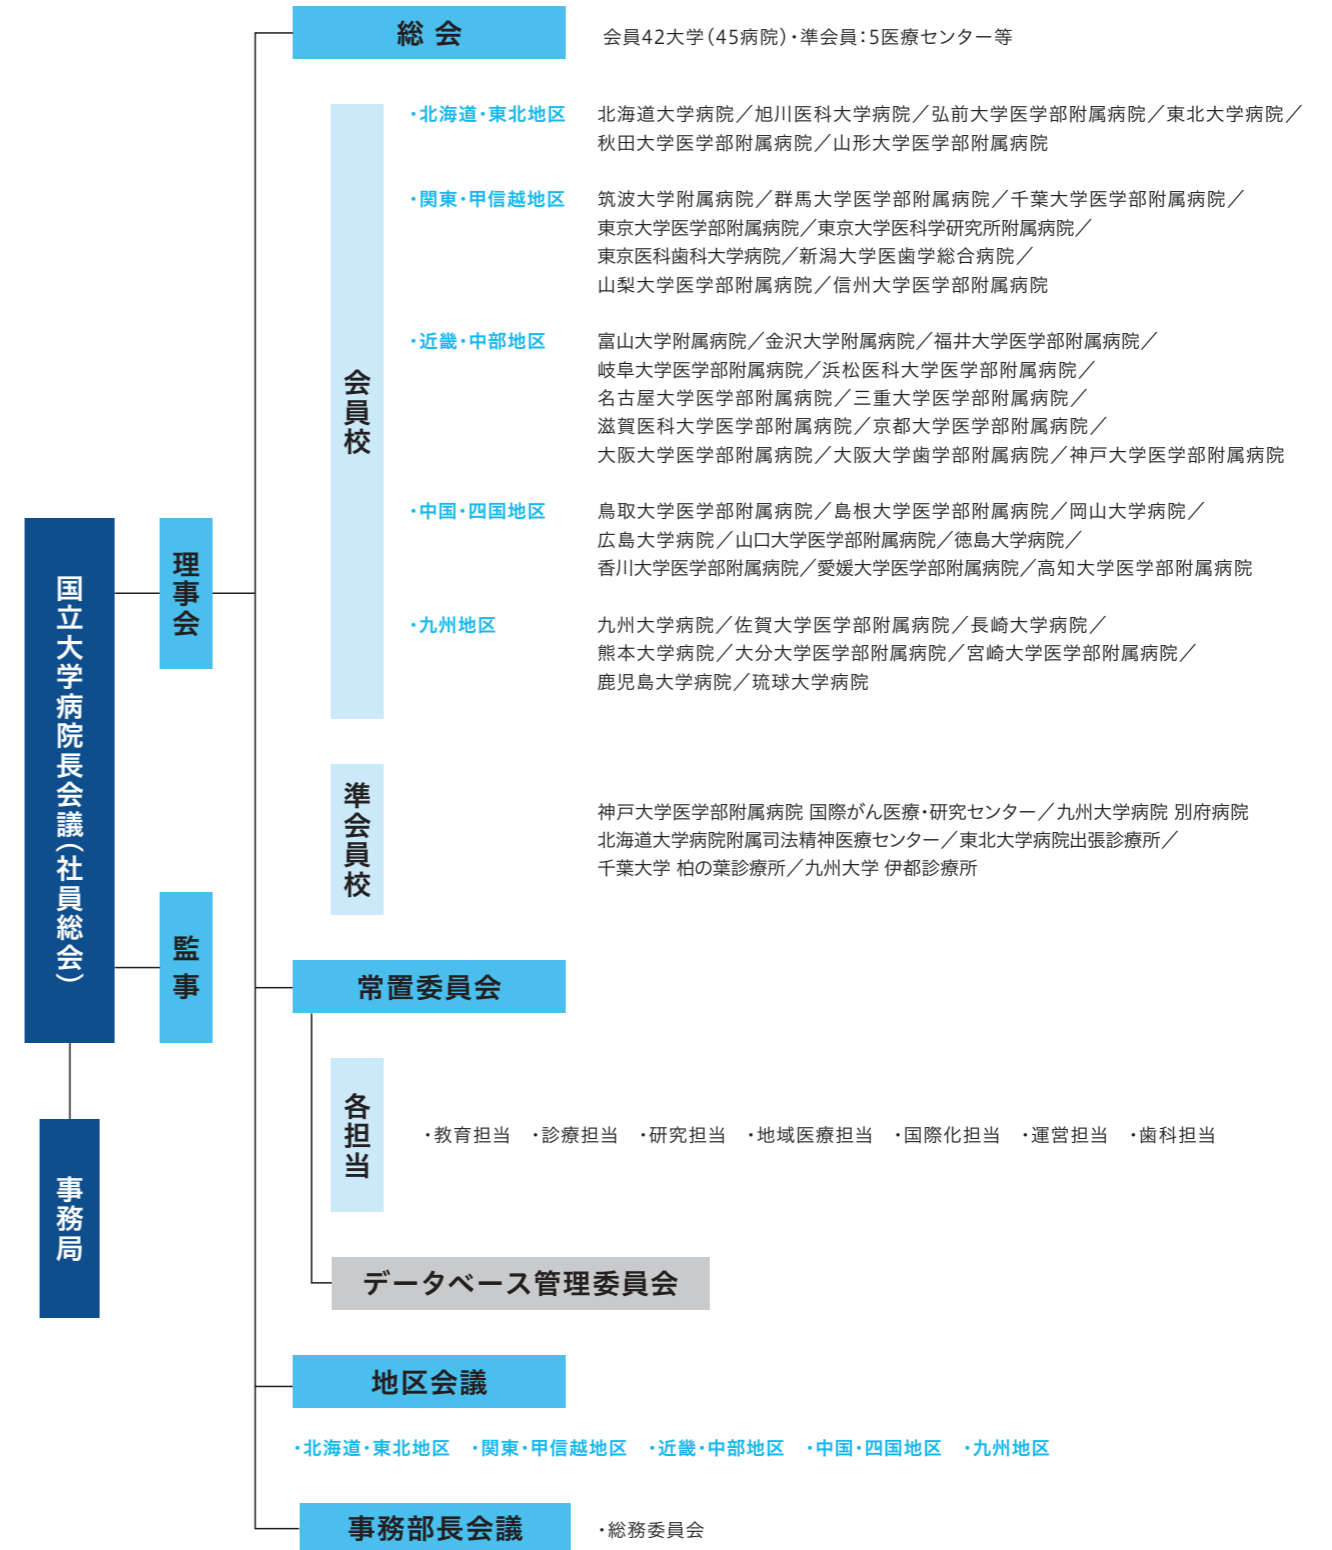 総会
会員42大学(45病院)・準会員:5医療センター等
会員校
・北海道・東北地区
北海道大学病院／旭川医科大学病院／弘前大学医学部附属病院／東北大学病院／
秋田大学医学部附属病院／山形大学医学部附属病院
・関東・甲信越地区
筑波大学附属病院／群馬大学医学部附属病院／千葉大学医学部附属病院／
東京大学医学部附属病院／東京大学医科学研究所附属病院／
東京医科歯科大学病院／新潟大学医歯学総合病院／
山梨大学医学部附属病院／信州大学医学部附属病院
・近畿・中部地区
富山大学附属病院／金沢大学附属病院／福井大学医学部附属病院／
岐阜大学医学部附属病院／浜松医科大学医学部附属病院／
名古屋大学医学部附属病院／三重大学医学部附属病院／
滋賀医科大学医学部附属病院／京都大学医学部附属病院／
大阪大学医学部附属病院／大阪大学歯学部附属病院／神戸大学医学部附属病院
・中国・四国地区
鳥取大学医学部附属病院／島根大学医学部附属病院／岡山大学病院／
広島大学病院／山口大学医学部附属病院／徳島大学病院／
香川大学医学部附属病院／愛媛大学医学部附属病院／高知大学医学部附属病院
・九州地区
九州大学病院／佐賀大学医学部附属病院／長崎大学病院／
熊本大学病院／大分大学医学部附属病院／宮崎大学医学部附属病院／
鹿児島大学病院／琉球大学病院
国立大学病院長会議(社員総会)
理事会
監事
事務局
準会員校
神戸大学医学部附属病院 国際がん医療・研究センター／九州大学病院 別府病院
北海道大学病院附属司法精神医療センター／東北大学病院出張診療所／
千葉大学 柏の葉診療所／九州大学 伊都診療所
常置委員会
各担当
・教育担当 ・診療担当 ・研究担当 ・地域医療担当 ・国際化担当 ・運営担当 ・歯科担当
データベース管理委員会
地区会議
・北海道・東北地区 ・関東・甲信越地区 ・近畿・中部地区 ・中国・四国地区 ・九州地区
事務部長会議
・総務委員会